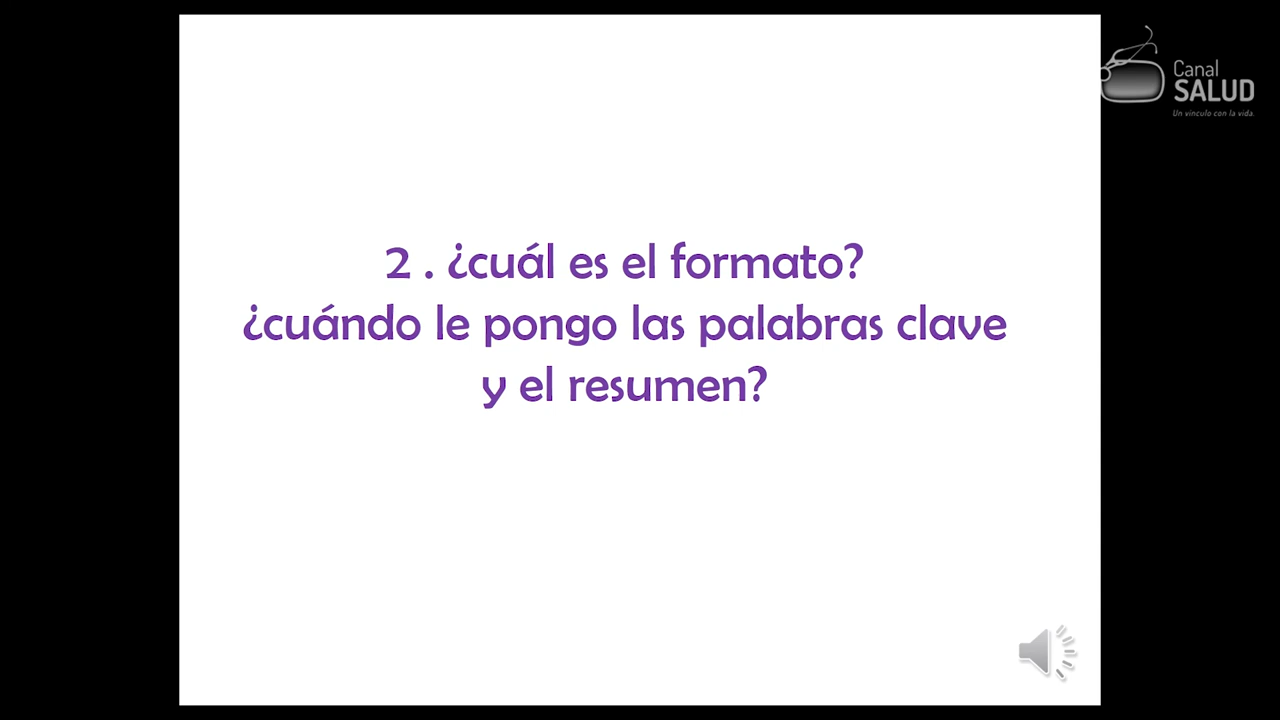 Canal
SALUD
Un vínculo con la vida.
2 . ¿cuál es el formato?
¿cuándo le pongo las palabras clave
y el resumen?